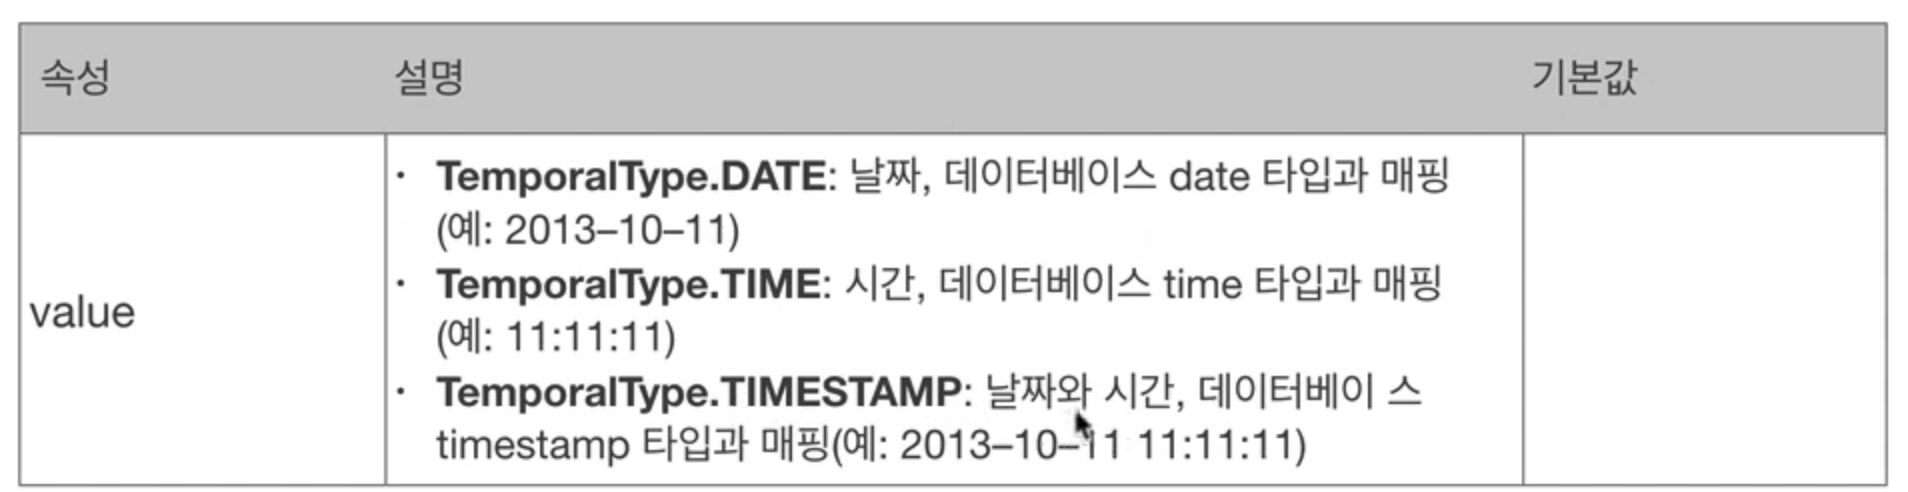 속성 설명 기본값
value
· TemporalType.DATE: 날짜, 데이터베이스 date 타입과 매핑
(예: 2013–10–11)
· TemporalType.TIME: 시간, 데이터베이스 time 타입과 매핑
(예: 11:11:11)
· TemporalType.TIMESTAMP: 날짜와 시간, 데이터베이 스
timestamp 타입과 매핑(예: 2013–10–11 11:11:11)